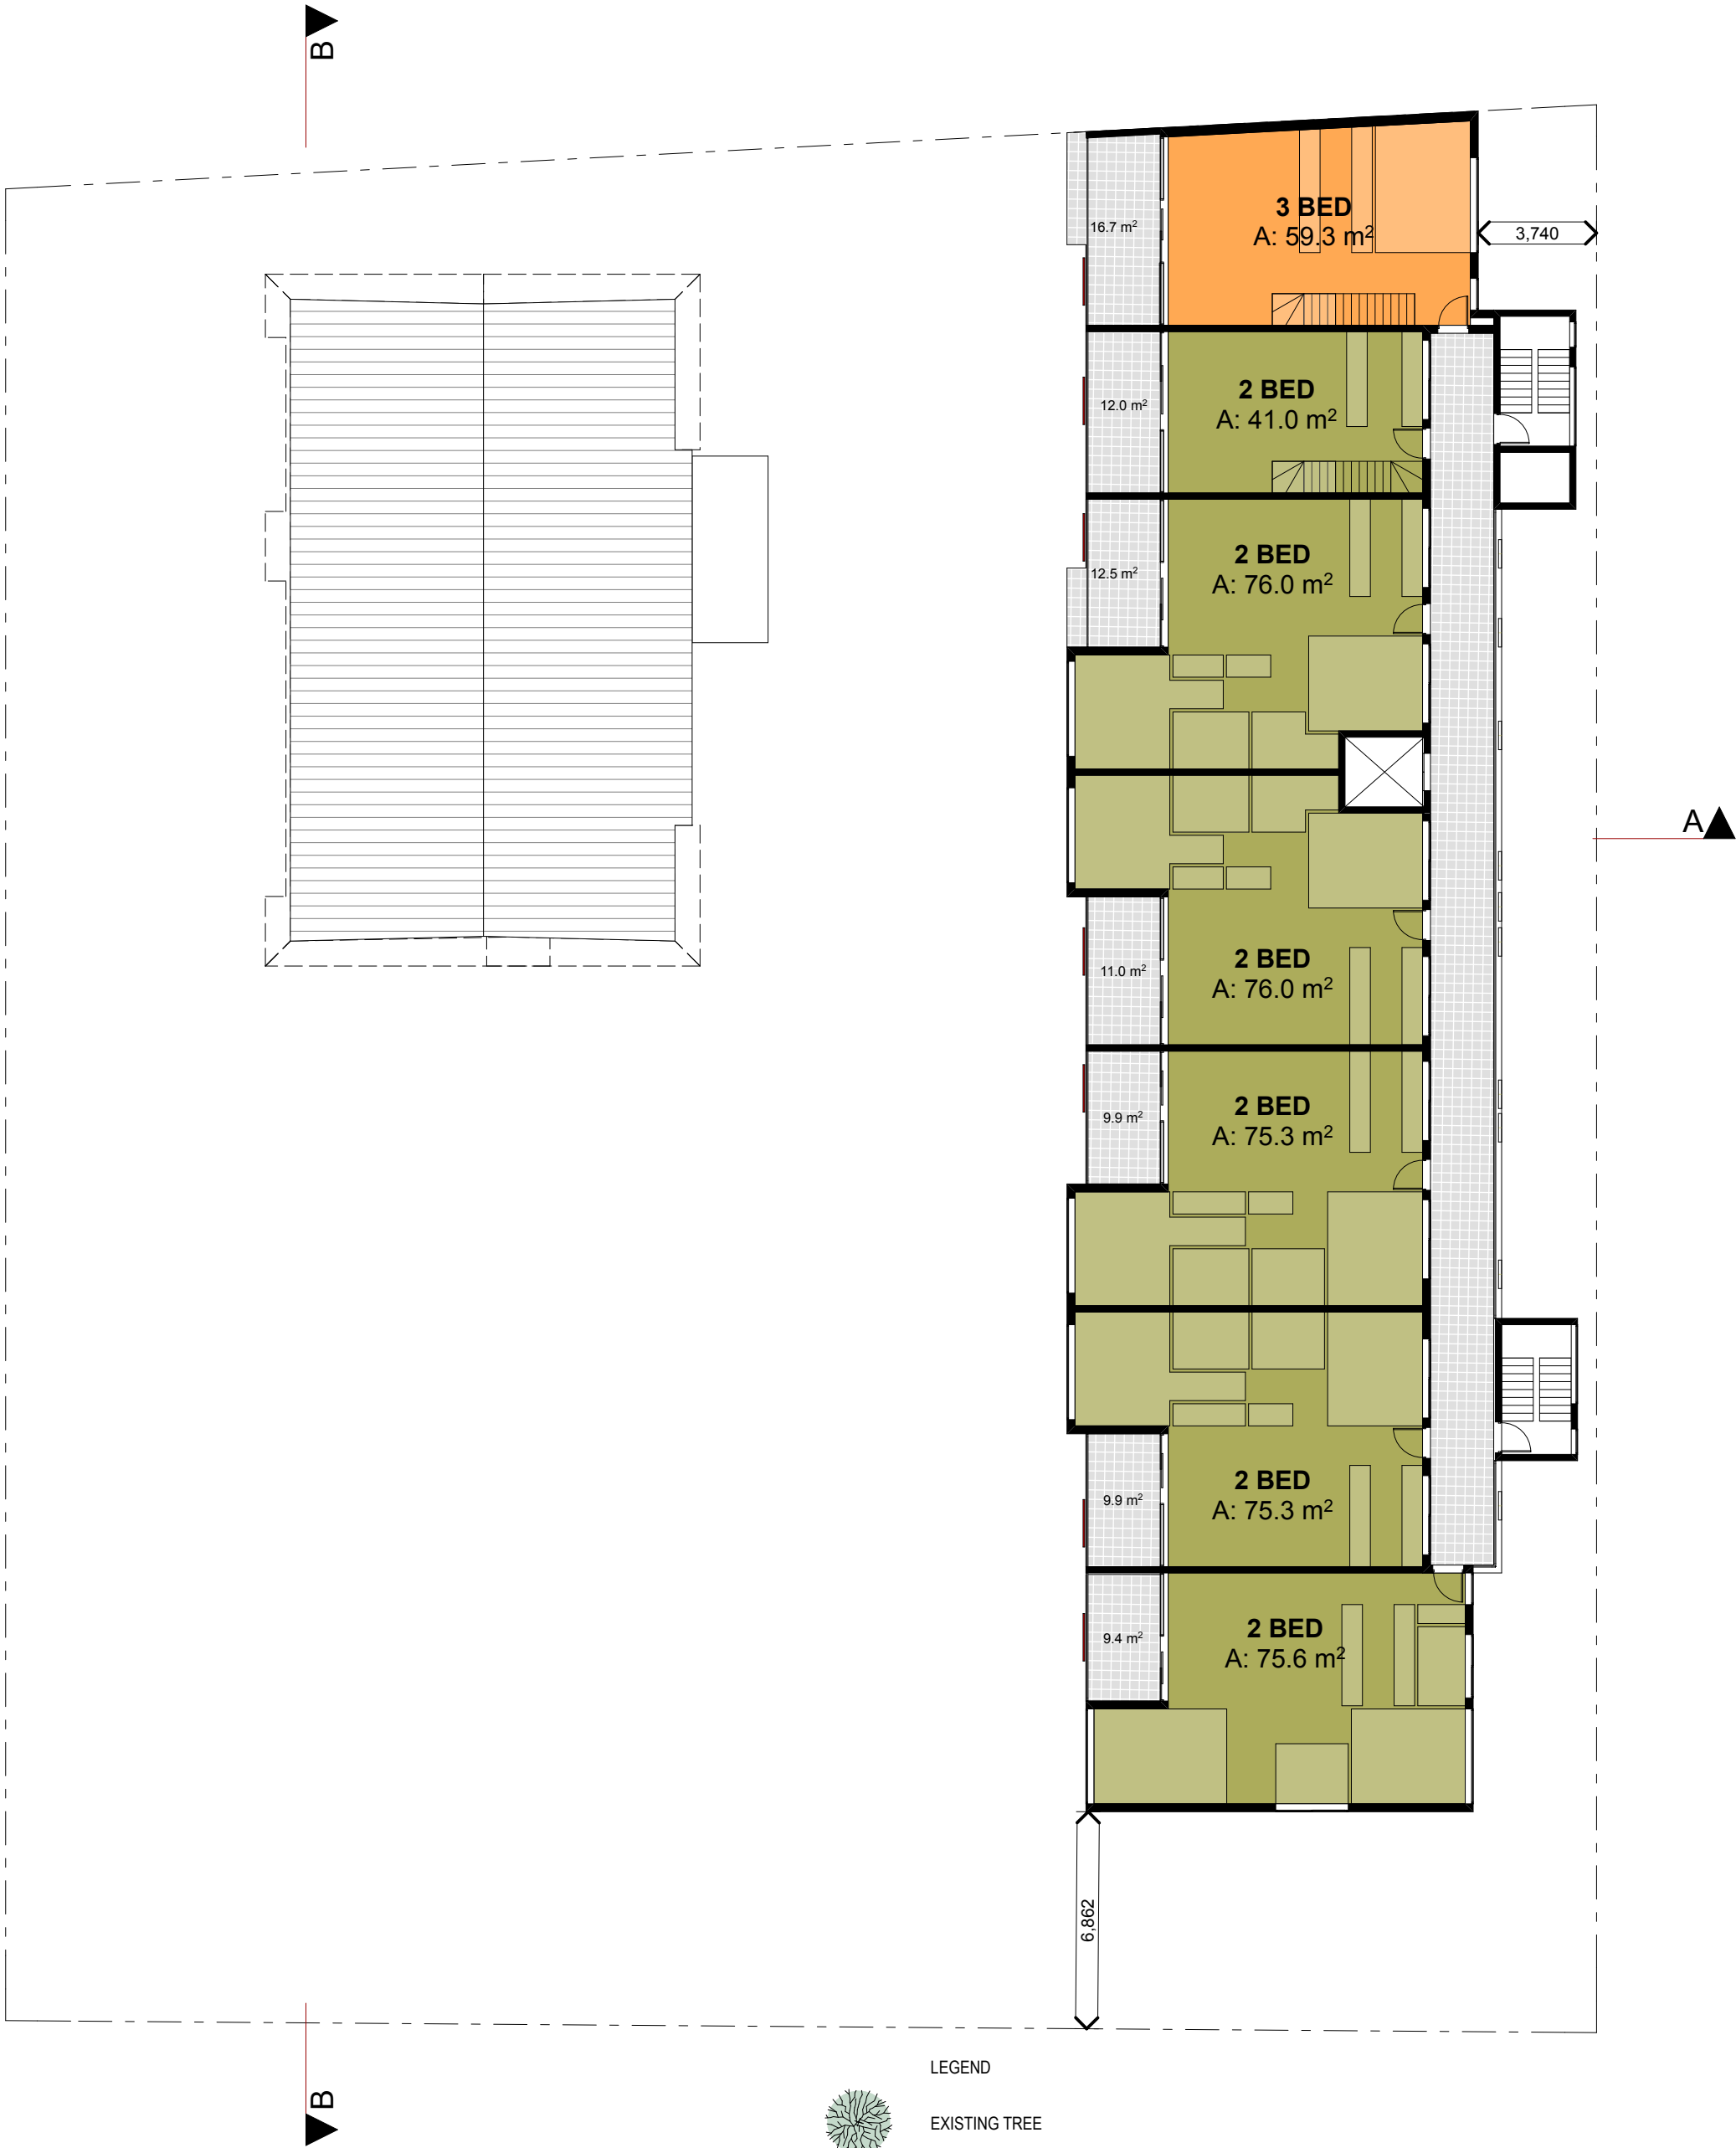 B
3 BED
A: 59.3 m²
16.7 m²
3,740
2 BED
A: 41.0 m²
12.0 m²
2 BED
A: 76.0 m²
12.5 m²
A
2 BED
A: 76.0 m²
11.0 m²
2 BED
A: 75.3 m²
9.9 m²
2 BED
A: 75.3 m²
9.9 m²
2 BED
A: 75.6 m²
9.4 m²
6,862
B
LEGEND
EXISTING TREE